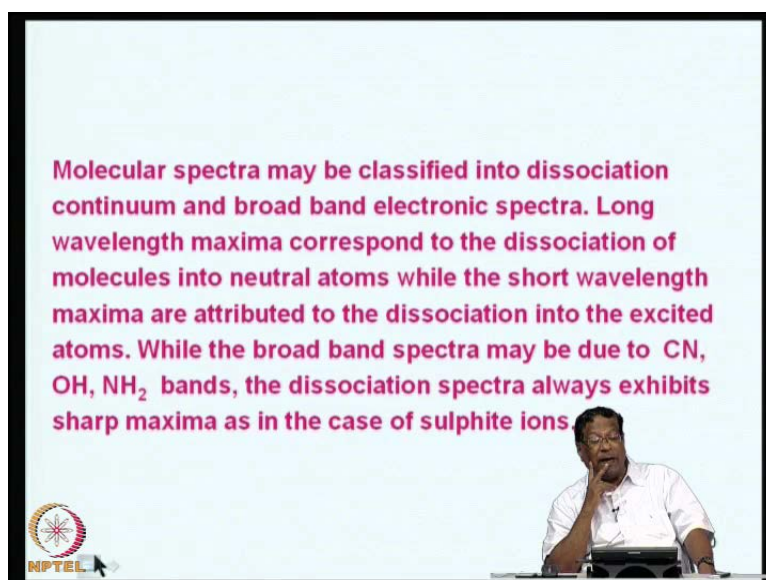 Molecular spectra may be classified into dissociation
continuum and broad band electronic spectra. Long
wavelength maxima correspond to the dissociation of
molecules into neutral atoms while the short wavelength
maxima are attributed to the dissociation into the excited
atoms. While the broad band spectra may be due to CN,
OH, NH₂ bands, the dissociation spectra always exhibits
sharp maxima as in the case of sulphite ions.
NPTEL